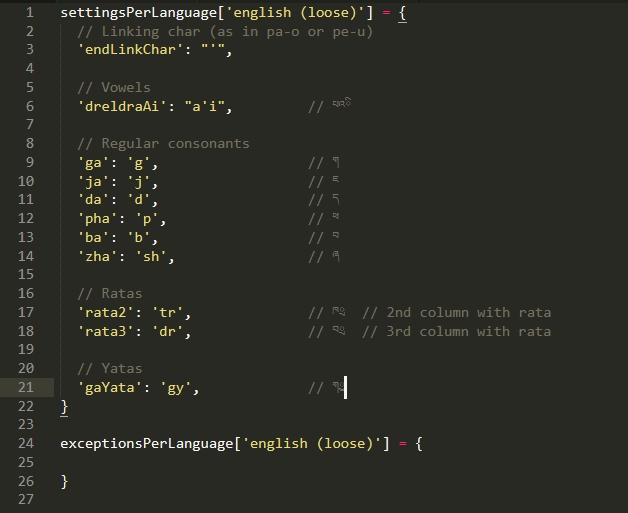 1 settingsPerLanguage['english (loose)'] = {
2 // Linking char (as in pa-o or pe-u)
3 'endLinkChar': "'",
4
5 // Vowels
6 'dreldraAi': "a'i", //
7
8 // Regular consonants
9 'ga': 'g', // ག
10 'ja': 'j', // ཇ
11 'da': 'd', // ད
12 'pha': 'p', // ཕ
13 'ba': 'b', // བ
14 'zha': 'sh', // ཞ
15
16 // Ratas
17 'rata2': 'tr', // // 2nd column with rata
18 'rata3': 'dr', // // 3rd column with rata
19
20 // Yatas
21 'gaYata': 'gy', //
22 }
23
24 exceptionsPerLanguage['english (loose)'] = {
25
26 }
27